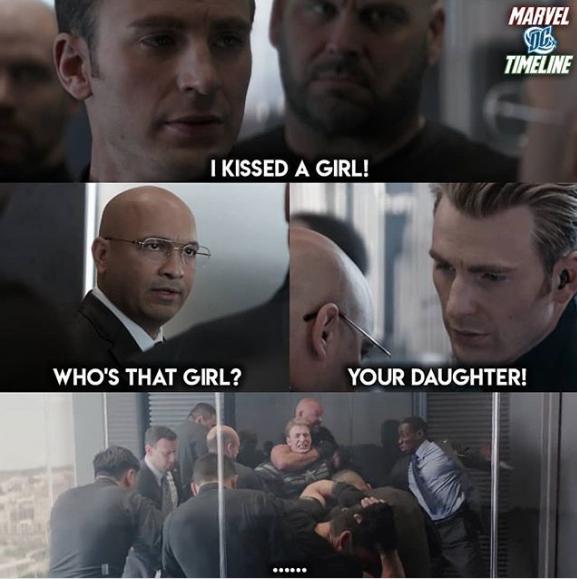 MARVEL
DC
TIMELINE
I KISSED A GIRL!
WHO'S THAT GIRL?
YOUR DAUGHTER!
......